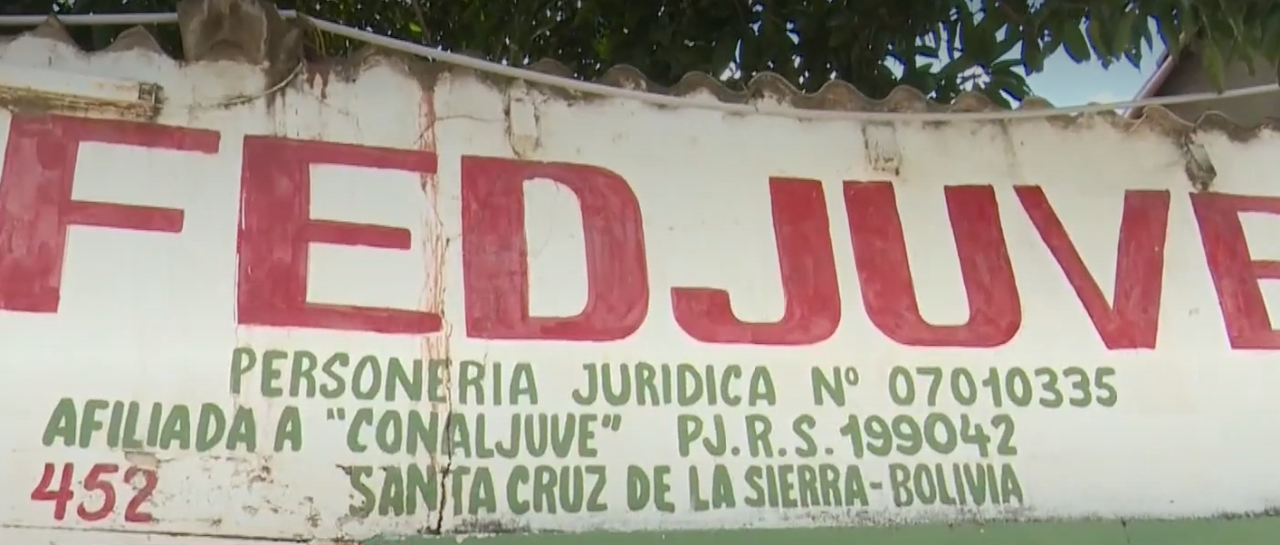 FEDJUVE
PERSONERIA JURIDICA Nº 07010335
AFILIADA A "CONALJUVE" PJ.R.S. 199042
452 SANTA CRUZ DE LA SIERRA-BOLIVIA